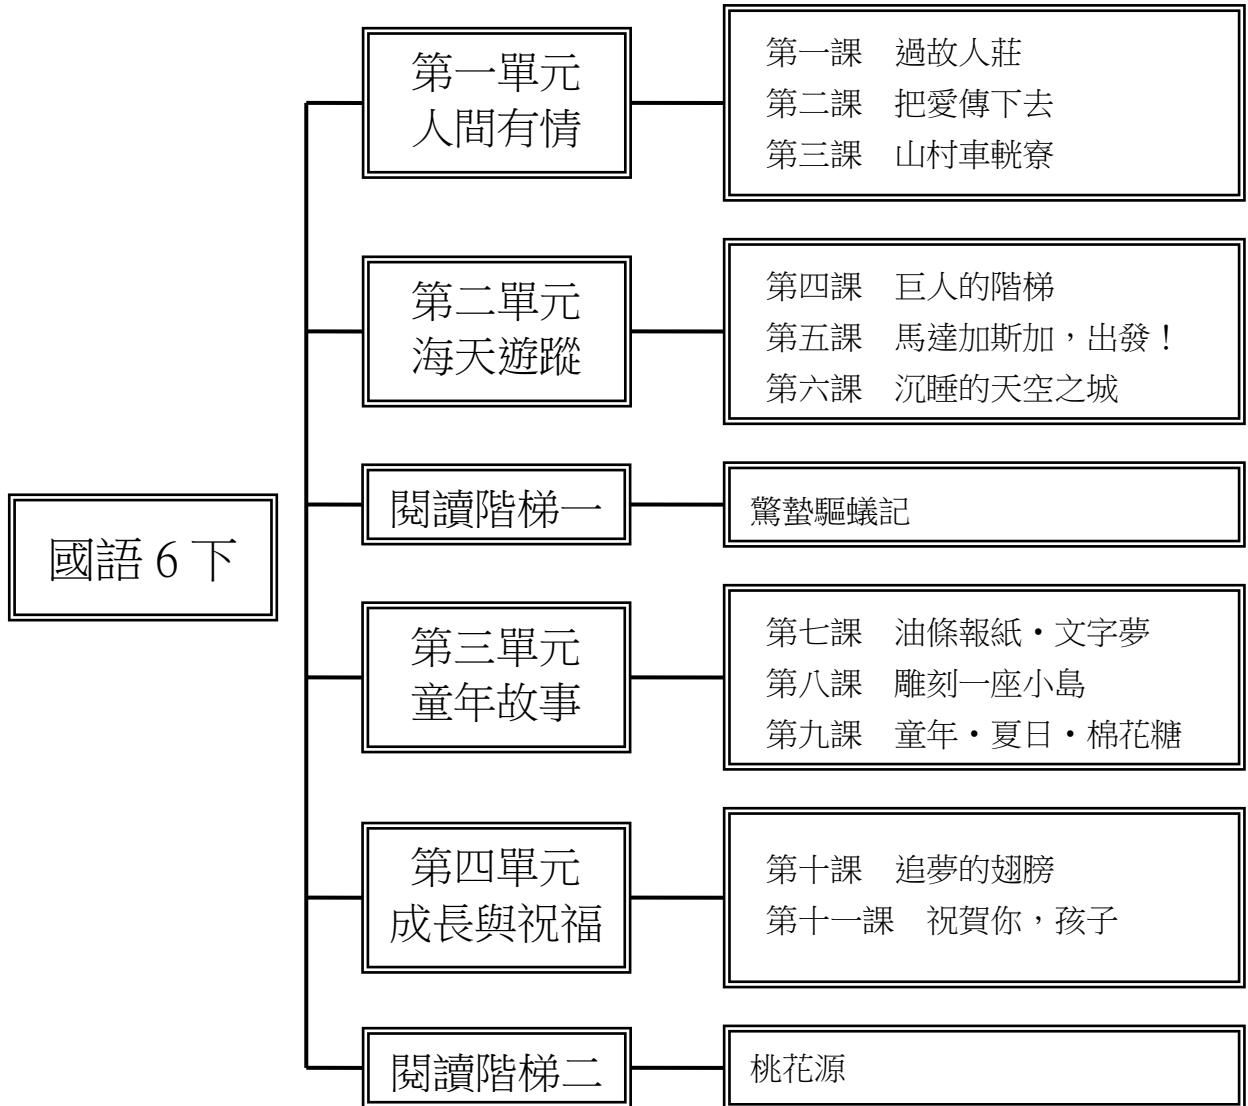 國語 6 下
第一單元
人間有情
第一課　過故人莊
第二課　把愛傳下去
第三課　山村車輄寮
第二單元
海天遊蹤
第四課　巨人的階梯
第五課　馬達加斯加，出發！
第六課　沉睡的天空之城
閱讀階梯一
驚蟄驅蟻記
第三單元
童年故事
第七課　油條報紙·文字夢
第八課　雕刻一座小島
第九課　童年·夏日·棉花糖
第四單元
成長與祝福
第十課　追夢的翅膀
第十一課　祝賀你，孩子
閱讀階梯二
桃花源